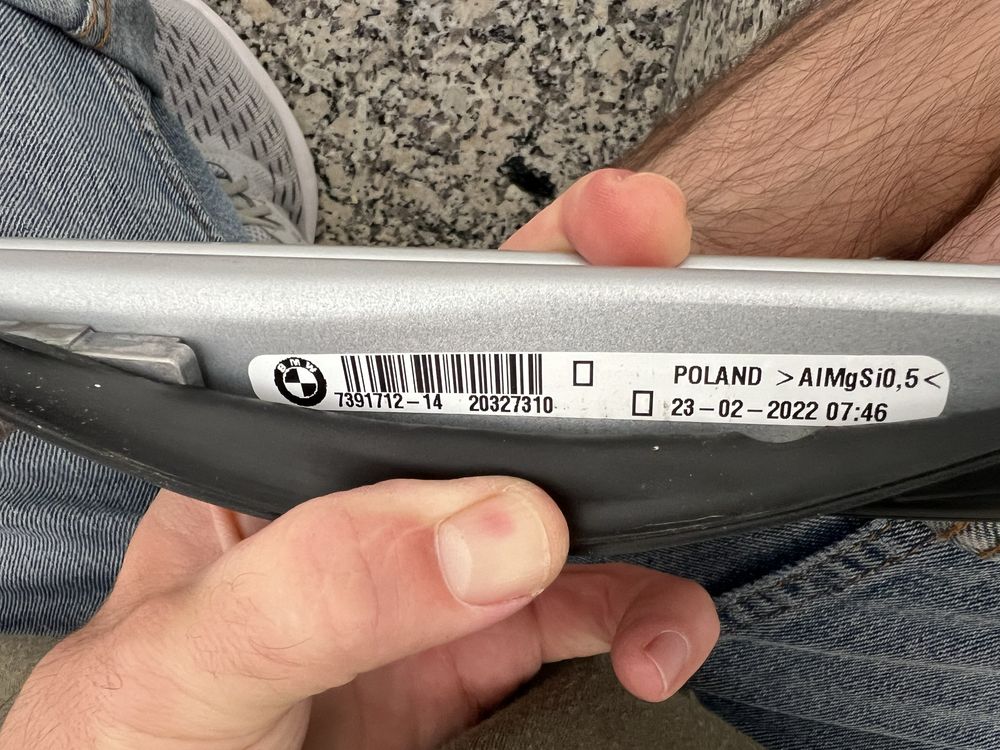 BMW
7391712-14 20327310
POLAND >AlMgSi0,5<
23-02-2022 07:46